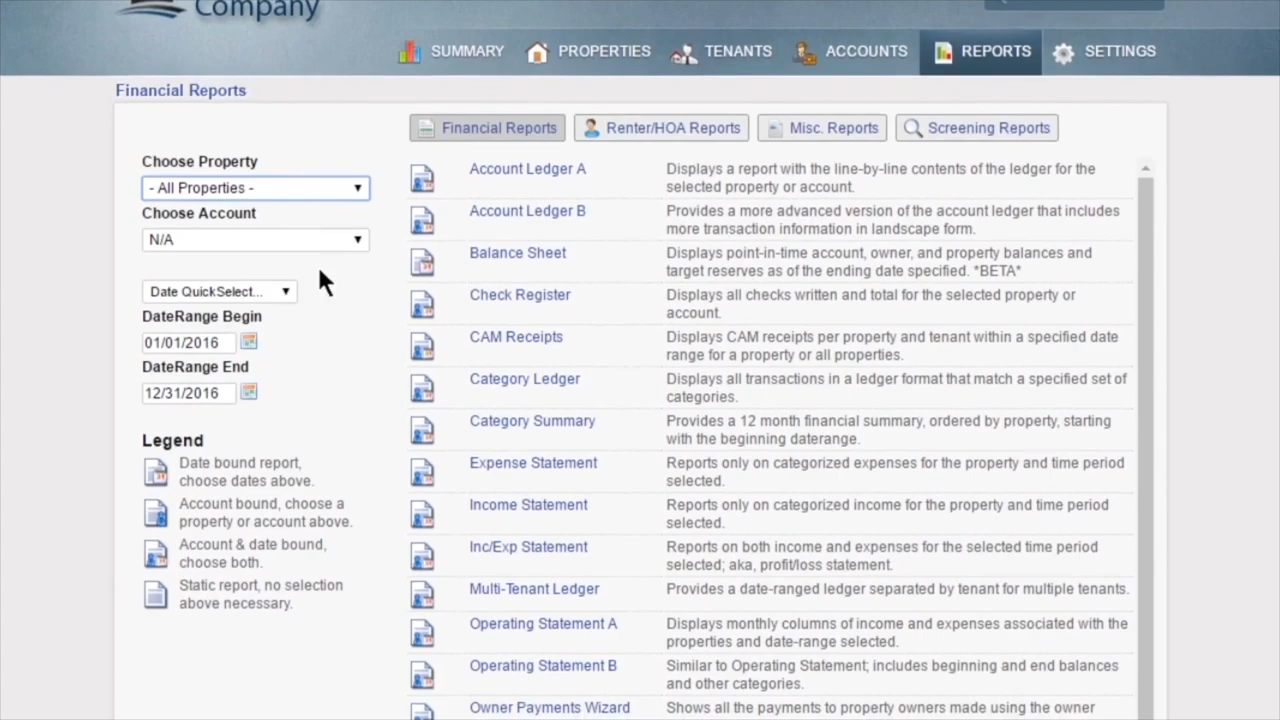 Company
SUMMARY PROPERTIES TENANTS ACCOUNTS REPORTS SETTINGS
Financial Reports
Financial Reports Renter/HOA Reports Misc. Reports Screening Reports
Choose Property
- All Properties -
Choose Account
N/A
Date QuickSelect...
DateRange Begin
01/01/2016
DateRange End
12/31/2016
Legend
Date bound report,
choose dates above.
Account bound, choose a
property or account above.
Account & date bound,
choose both.
Static report, no selection
above necessary.
Account Ledger A
Displays a report with the line-by-line contents of the ledger for the
selected property or account.
Account Ledger B
Provides a more advanced version of the account ledger that includes
more transaction information in landscape form.
Balance Sheet
Displays point-in-time account, owner, and property balances and
target reserves as of the ending date specified. *BETA*
Check Register
Displays all checks written and total for the selected property or
account.
CAM Receipts
Displays CAM receipts per property and tenant within a specified date
range for a property or all properties.
Category Ledger
Displays all transactions in a ledger format that match a specified set of
categories.
Category Summary
Provides a 12 month financial summary, ordered by property, starting
with the beginning daterange.
Expense Statement
Reports only on categorized expenses for the property and time period
selected.
Income Statement
Reports only on categorized income for the property and time period
selected.
Inc/Exp Statement
Reports on both income and expenses for the selected time period
selected; aka, profit/loss statement.
Multi-Tenant Ledger
Provides a date-ranged ledger separated by tenant for multiple tenants.
Operating Statement A
Displays monthly columns of income and expenses associated with the
properties and date-range selected.
Operating Statement B
Similar to Operating Statement; includes beginning and end balances
and other categories.
Owner Payments Wizard
Shows all the payments to property owners made using the owner